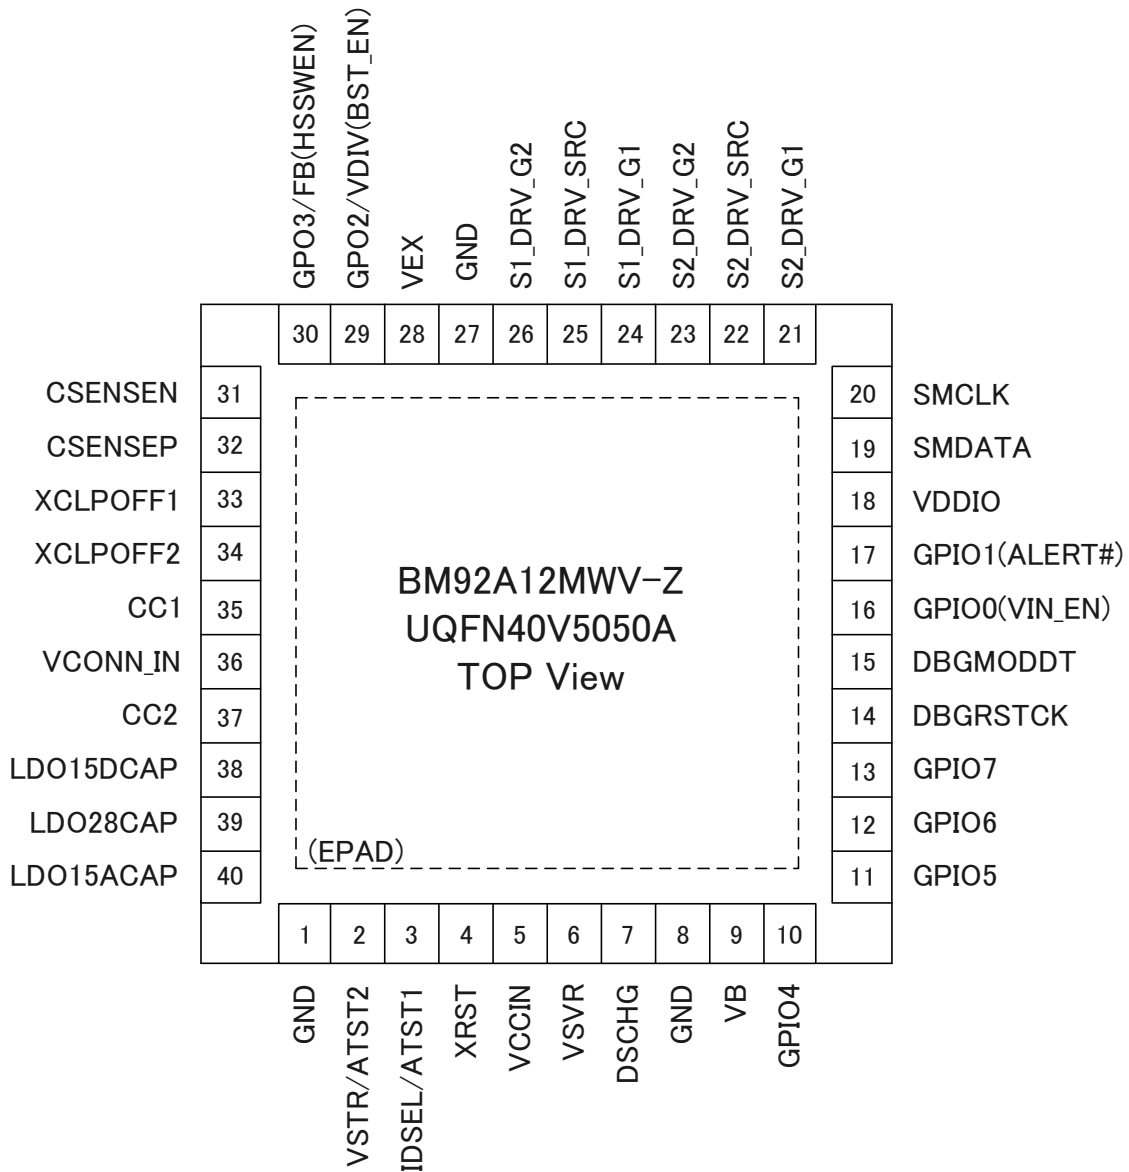 GPO3/FB(HSSWEN)
GPO2/VDIV(BST_EN)
VEX
GND
S1_DRV_G2
S1_DRV_SRC
S1_DRV_G1
S2_DRV_G2
S2_DRV_SRC
S2_DRV_G1
30 29 28 27 26 25 24 23 22 21
CSENSEN 31
CSENSEP 32
XCLPOFF1 33
XCLPOFF2 34
CC1 35
VCONN_IN 36
CC2 37
LDO15DCAP 38
LDO28CAP 39
LDO15ACAP 40
BM92A12MWV-Z
UQFN40V5050A
TOP View
(EPAD)
20 SMCLK
19 SMDATA
18 VDDIO
17 GPIO1(ALERT#)
16 GPIO0(VIN_EN)
15 DBGMODDT
14 DBGRSTCK
13 GPIO7
12 GPIO6
11 GPIO5
1 2 3 4 5 6 7 8 9 10
GND
VSTR/ATST2
IDSEL/ATST1
XRST
VCCIN
VSVR
DSCHG
GND
VB
GPIO4